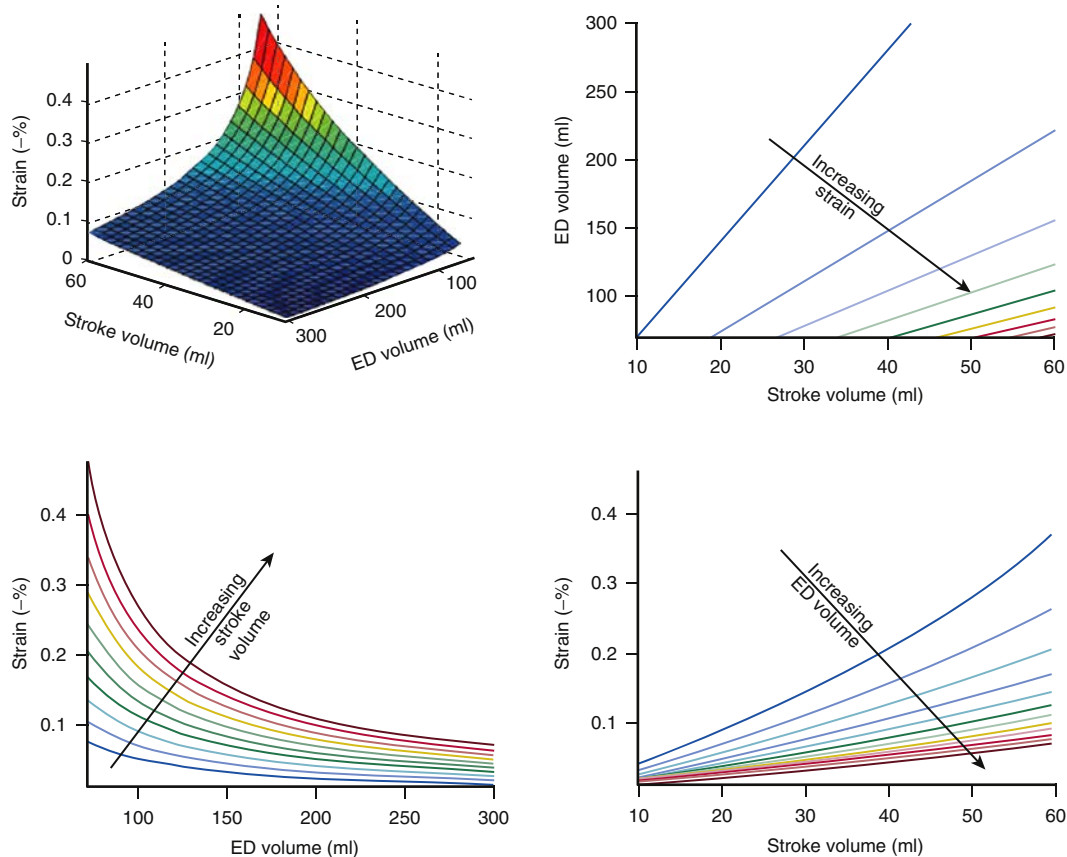 0.4
0.3
0.2
0.1
0
Strain (–%)
60
40
20
Stroke volume (ml)
300
200
100
ED volume (ml)
300
250
200
150
100
ED volume (ml)
Increasing
strain
10
20
30
40
50
60
Stroke volume (ml)
0.4
0.3
0.2
0.1
Strain (–%)
Increasing
stroke
volume
100
150
200
250
300
ED volume (ml)
0.4
0.3
0.2
0.1
Strain (–%)
Increasing
ED volume
10
20
30
40
50
60
Stroke volume (ml)